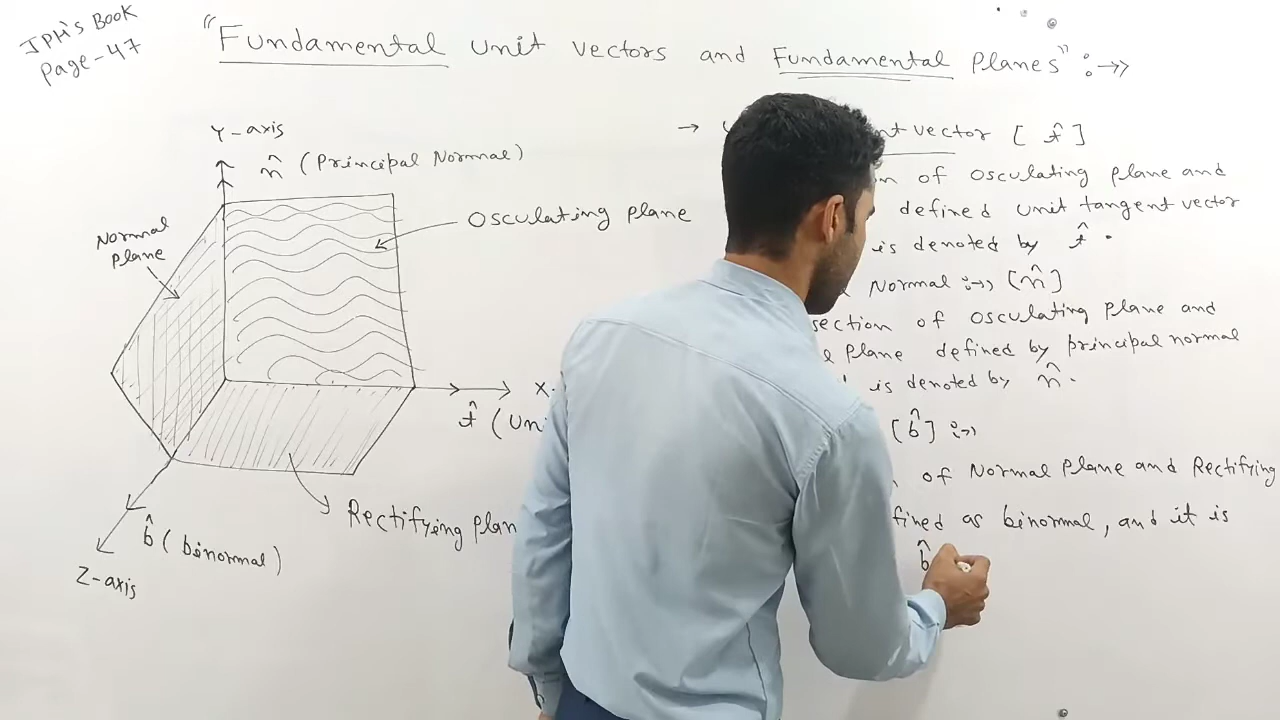 JPH's Book
Page-47
"Fundamental Unit vectors and Fundamental Planes" :→»
Y-axis
n̂ (Principal Normal)
Normal
plane
Osculating plane
X-
t̂ (Uni
Rectifying plan
b̂ (binormal)
Z-axis
→ vector [ t̂ ]
of osculating plane and
defined unit tangent vector
is denoted by t̂ .
Normal :→ [n̂]
section of osculating plane and
plane defined by principal normal
is denoted by n̂.
[b̂] :→
of Normal plane and Rectifying
fined as binormal, and it is
b̂